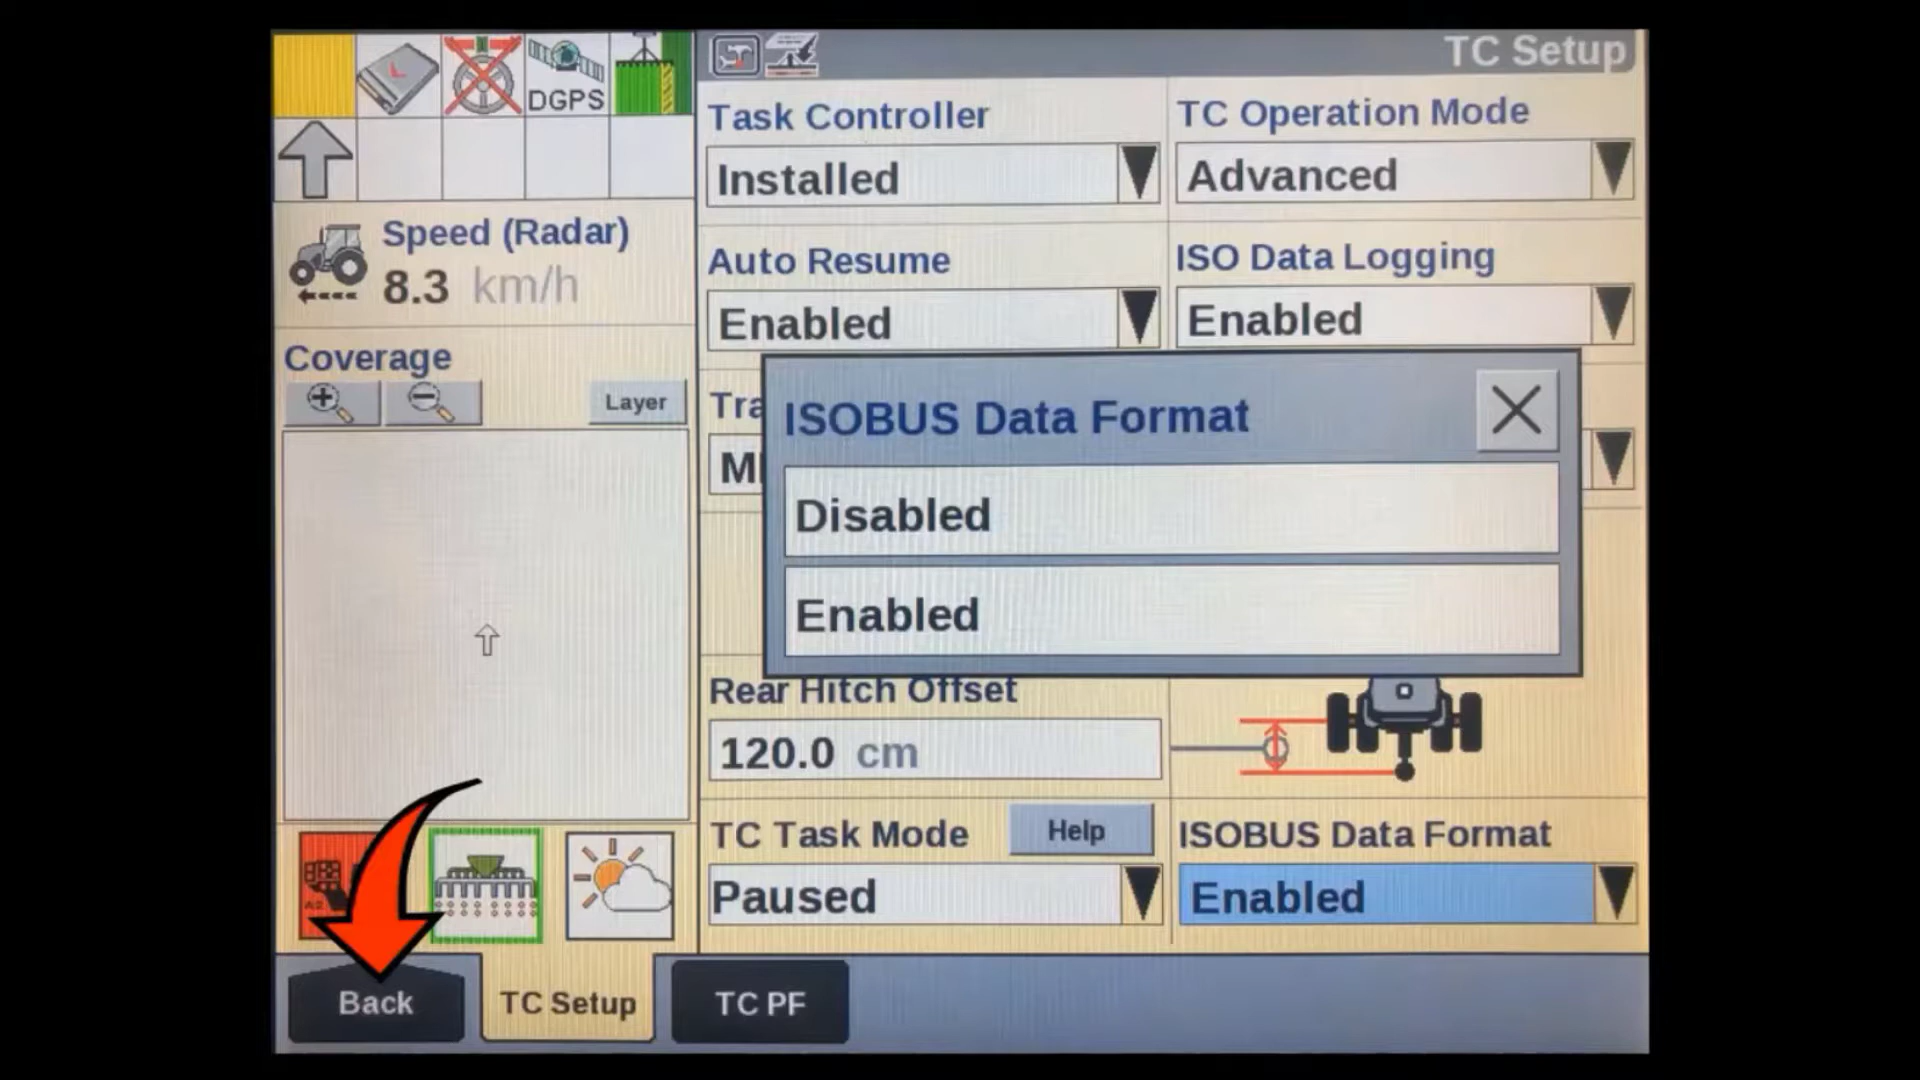 TC Setup
DGPS
Speed (Radar)
8.3 km/h
Coverage
Layer
Task Controller
Installed
TC Operation Mode
Advanced
Auto Resume
Enabled
ISO Data Logging
Enabled
Tra
ISOBUS Data Format
Disabled
Enabled
Rear Hitch Offset
120.0 cm
TC Task Mode
Help
Paused
ISOBUS Data Format
Enabled
Back
TC Setup
TC PF